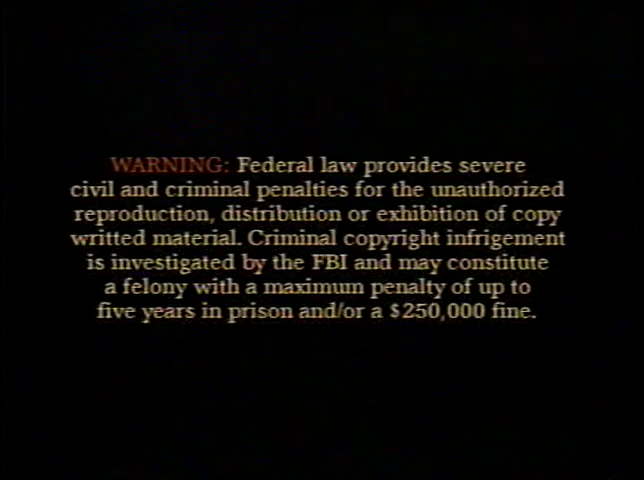 WARNING: Federal law provides severe
civil and criminal penalties for the unauthorized
reproduction, distribution or exhibition of copy
writted material. Criminal copyright infrigement
is investigated by the FBI and may constitute
a felony with a maximum penalty of up to
five years in prison and/or a $250,000 fine.